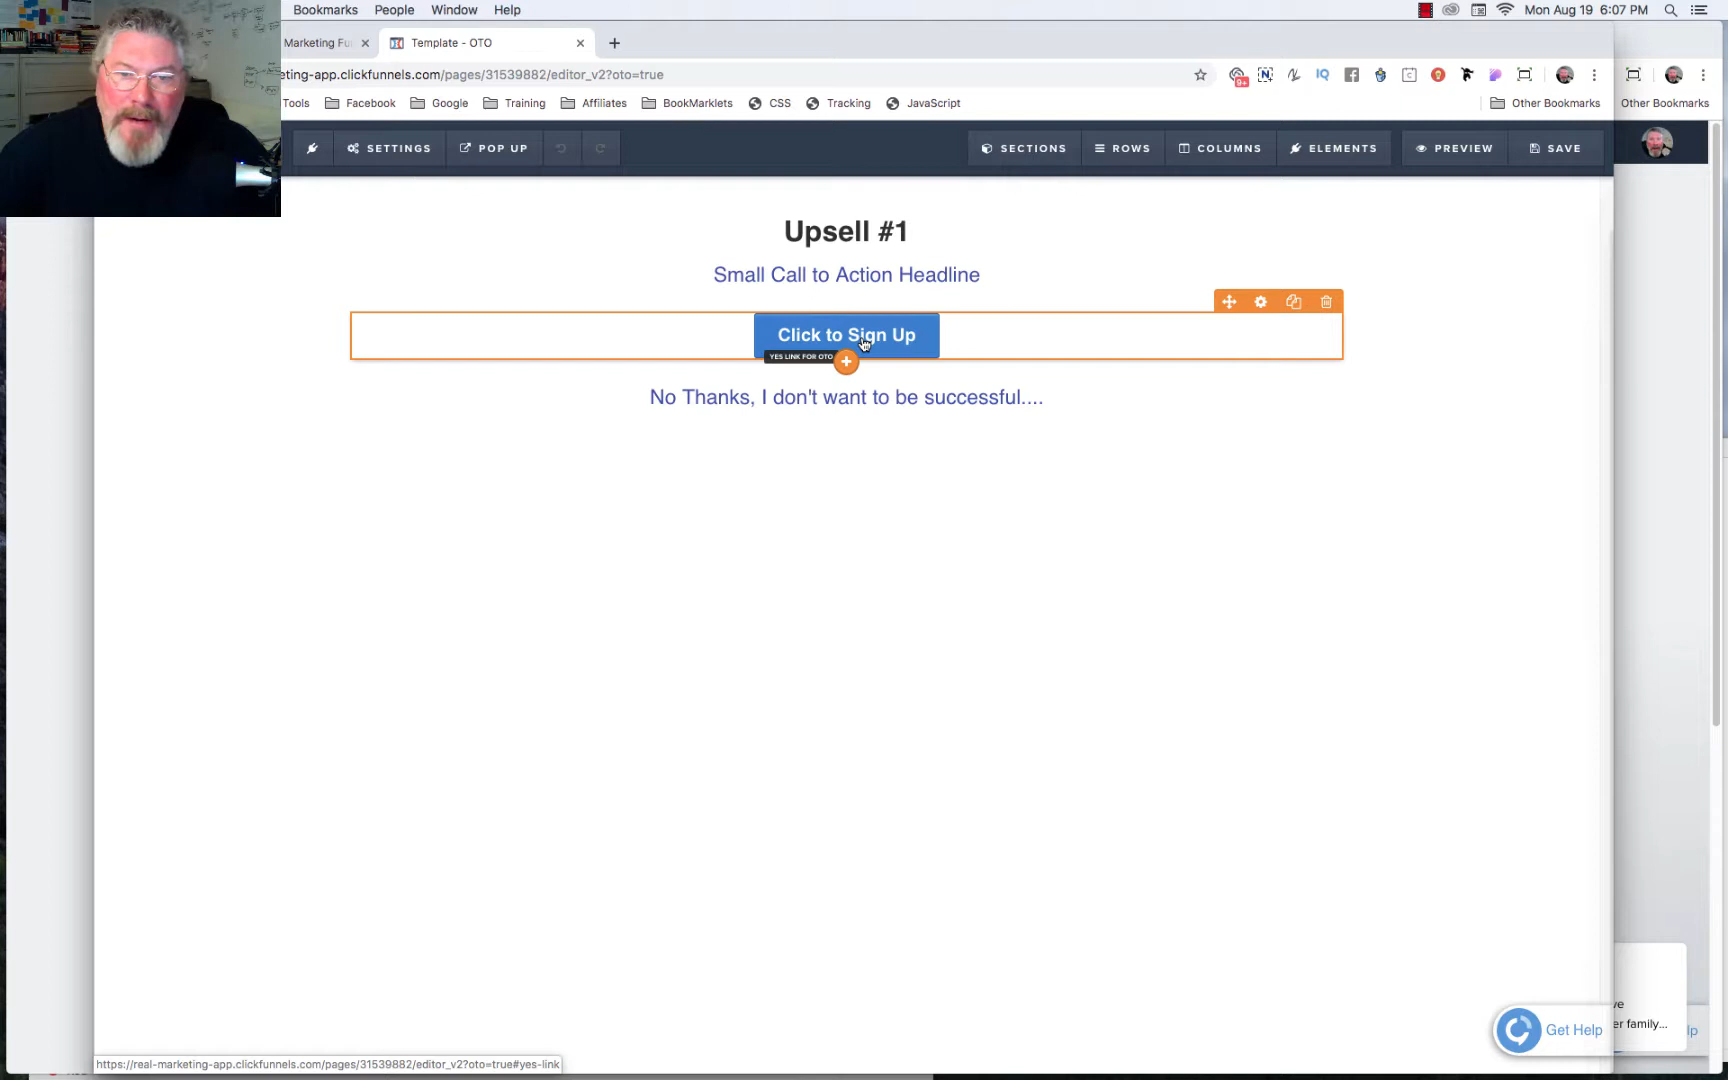 Bookmarks People Window Help
Mon Aug 19 6:07 PM
Marketing Fu
Template - OTO
eting-app.clickfunnels.com/pages/31539882/editor_v2?oto=true
9+
IQ
Tools Facebook Google Training Affiliates BookMarklets CSS Tracking JavaScript Other Bookmarks Other Bookmarks
SETTINGS POP UP SECTIONS ROWS COLUMNS ELEMENTS PREVIEW SAVE
Upsell #1
Small Call to Action Headline
Click to Sign Up
YES LINK FOR OTO
No Thanks, I don't want to be successful....
ve
er family...
Get Help
lp
https://real-marketing-app.clickfunnels.com/pages/31539882/editor_v2?oto=true#yes-link